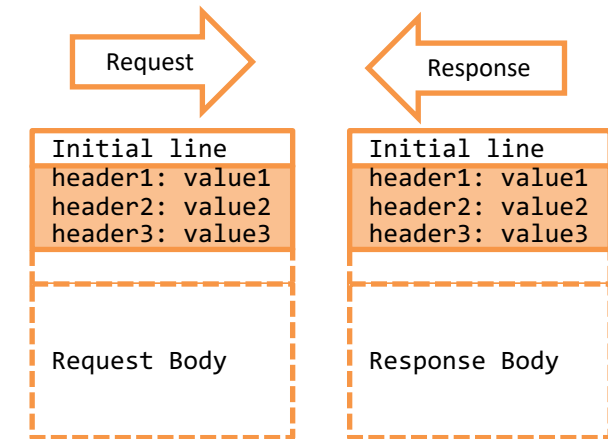 Request
Response
Initial line
header1: value1
header2: value2
header3: value3
Request Body
Initial line
header1: value1
header2: value2
header3: value3
Response Body